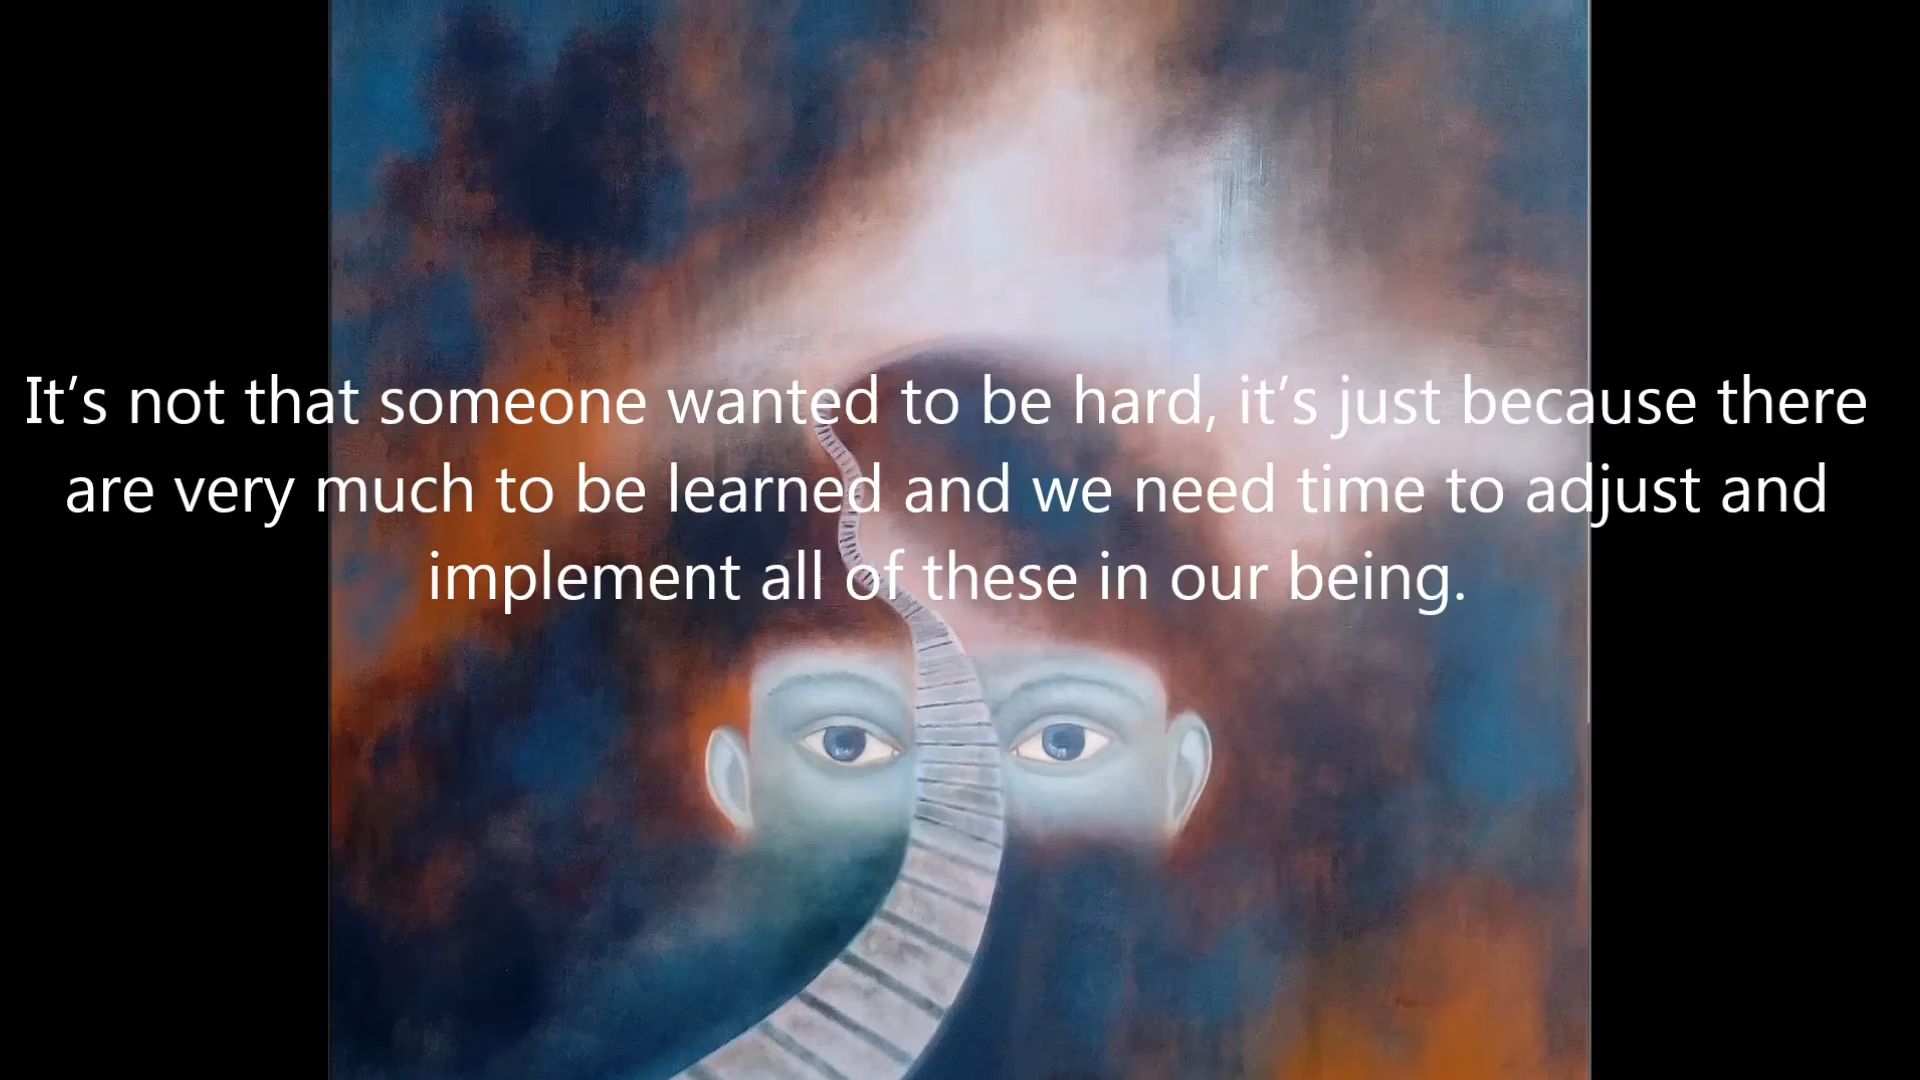 It’s not that someone wanted to be hard, it’s just because there
are very much to be learned and we need time to adjust and
implement all of these in our being.